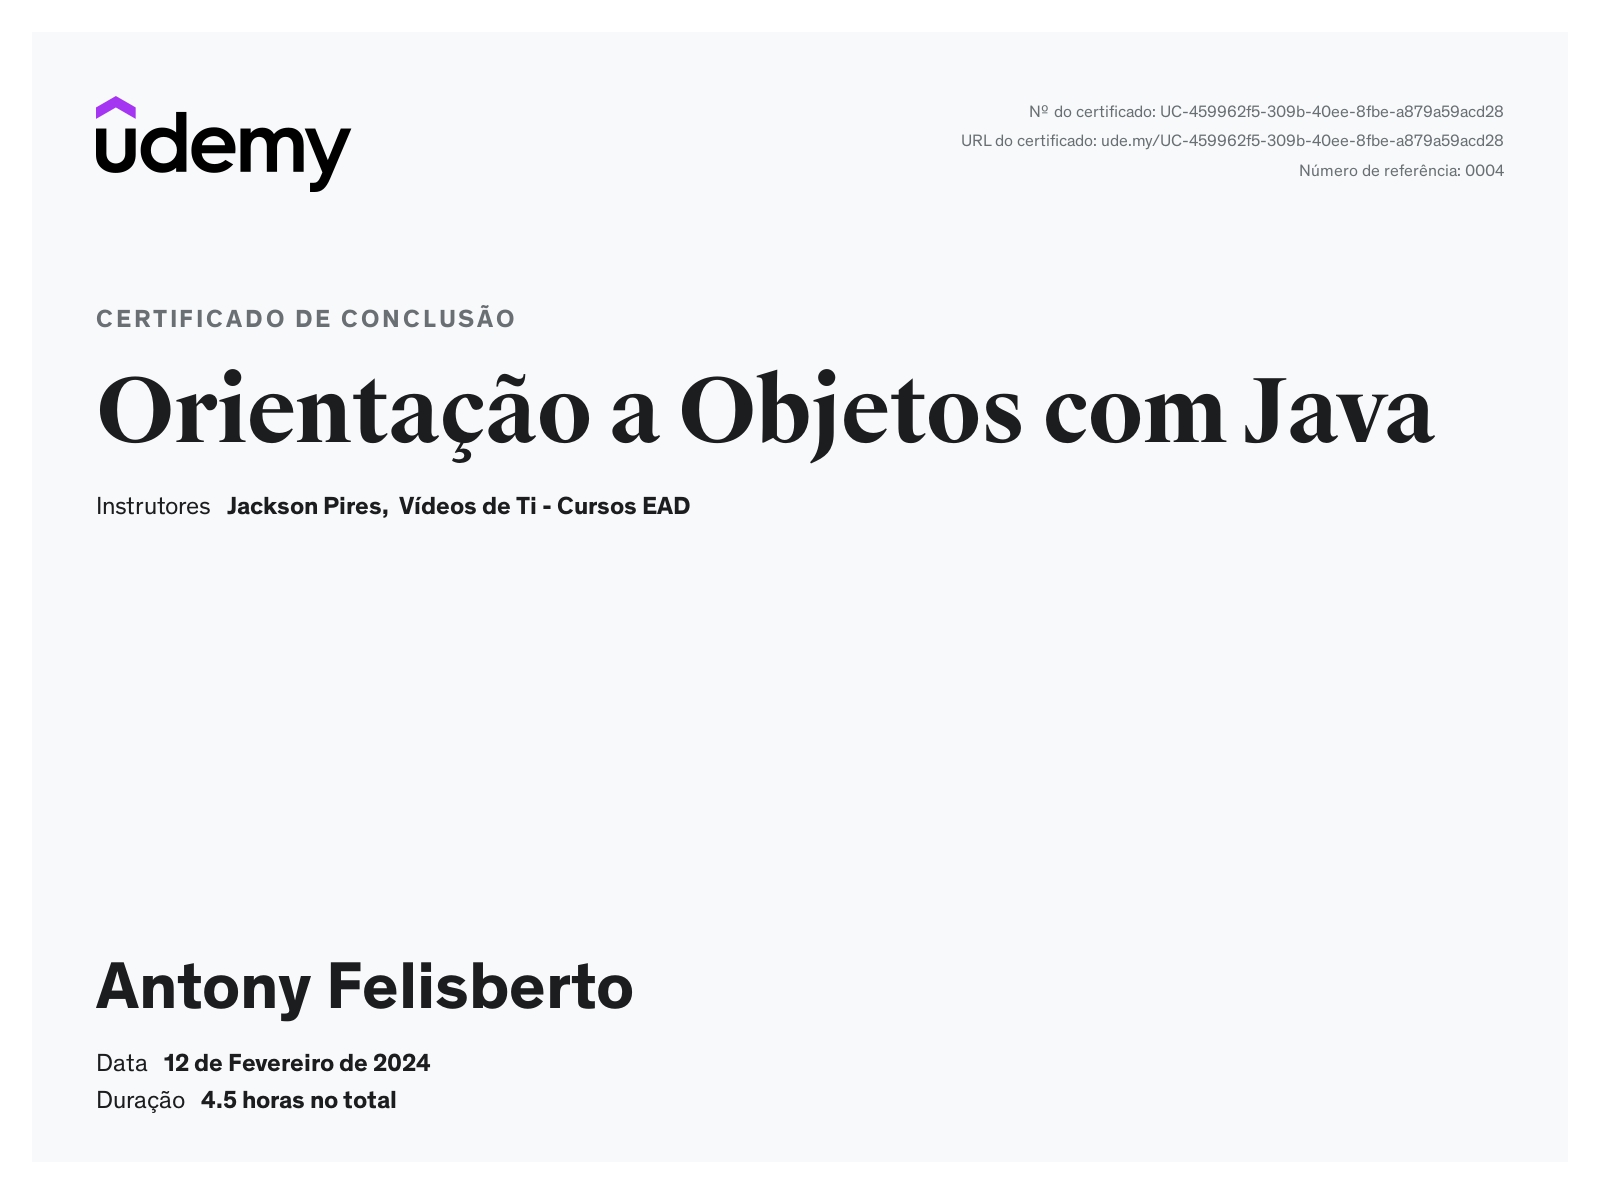 udemy
Nº do certificado: UC-459962f5-309b-40ee-8fbe-a879a59acd28
URL do certificado: ude.my/UC-459962f5-309b-40ee-8fbe-a879a59acd28
Número de referência: 0004
CERTIFICADO DE CONCLUSÃO
Orientação a Objetos com Java
Instrutores Jackson Pires, Vídeos de Ti - Cursos EAD
Antony Felisberto
Data 12 de Fevereiro de 2024
Duração 4.5 horas no total